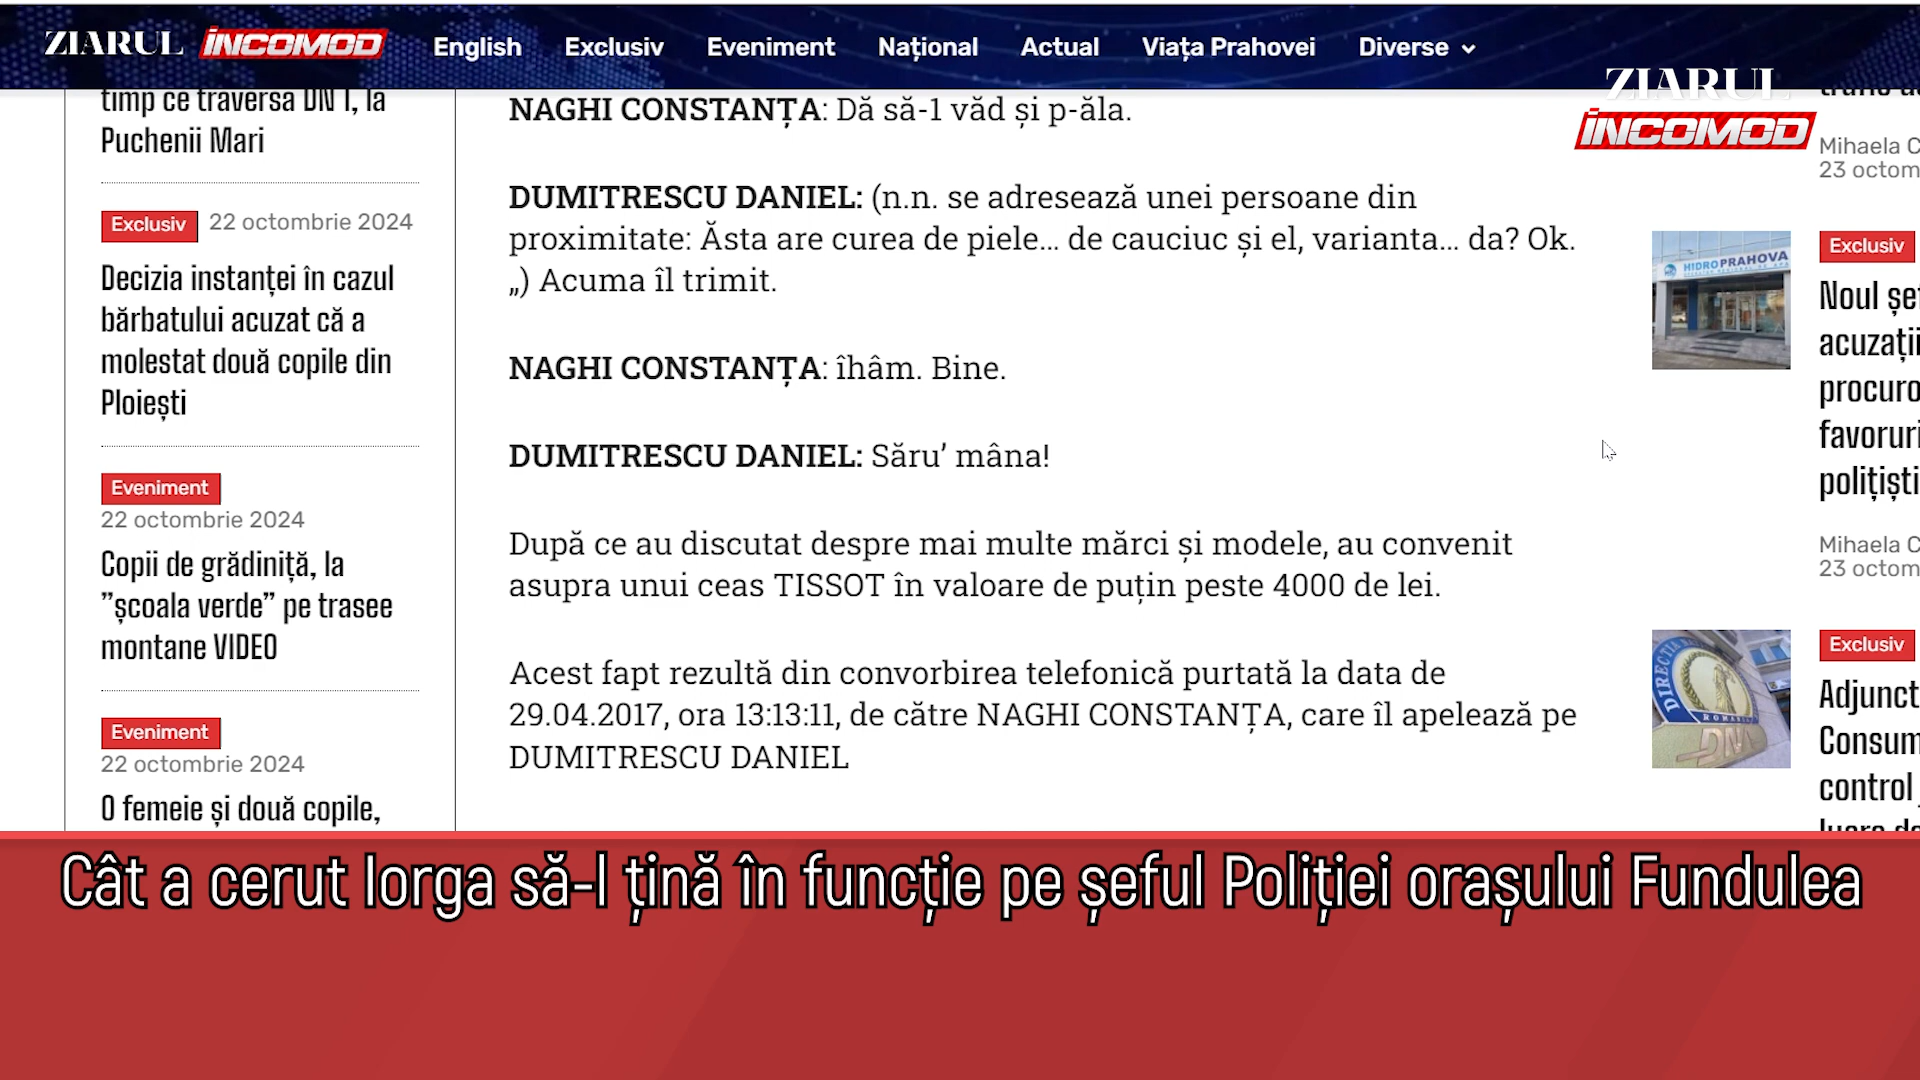 ZIARUL INCOMOD English Exclusiv Eveniment Național Actual Viața Prahovei Diverse
ZIARUL
INCOMOD
timp ce traversa DN 1, la
Puchenii Mari
Exclusiv 22 octombrie 2024
Decizia instanței în cazul
bărbatului acuzat că a
molestat două copile din
Ploiești
Eveniment
22 octombrie 2024
Copii de grădiniță, la
”școala verde” pe trasee
montane VIDEO
Eveniment
22 octombrie 2024
O femeie și două copile,
NAGHI CONSTANȚA: Dă să-1 văd și p-ăla.
DUMITRESCU DANIEL: (n.n. se adresează unei persoane din
proximitate: Ăsta are curea de piele… de cauciuc și el, varianta… da? Ok.
„) Acuma îl trimit.
NAGHI CONSTANȚA: îhâm. Bine.
DUMITRESCU DANIEL: Săru’ mâna!
După ce au discutat despre mai multe mărci și modele, au convenit
asupra unui ceas TISSOT în valoare de puțin peste 4000 de lei.
Acest fapt rezultă din convorbirea telefonică purtată la data de
29.04.2017, ora 13:13:11, de către NAGHI CONSTANȚA, care îl apelează pe
DUMITRESCU DANIEL
Mihaela C
23 octom
HIDROPRAHOVA
Exclusiv
Noul șef
acuzații
procuro
favoruri
polițiști
Mihaela C
23 octom
DIRECTIA
ROMANIA
DNA
Exclusiv
Adjunct
Consum
control
Cât a cerut Iorga să-l țină în funcție pe șeful Poliției orașului Fundulea